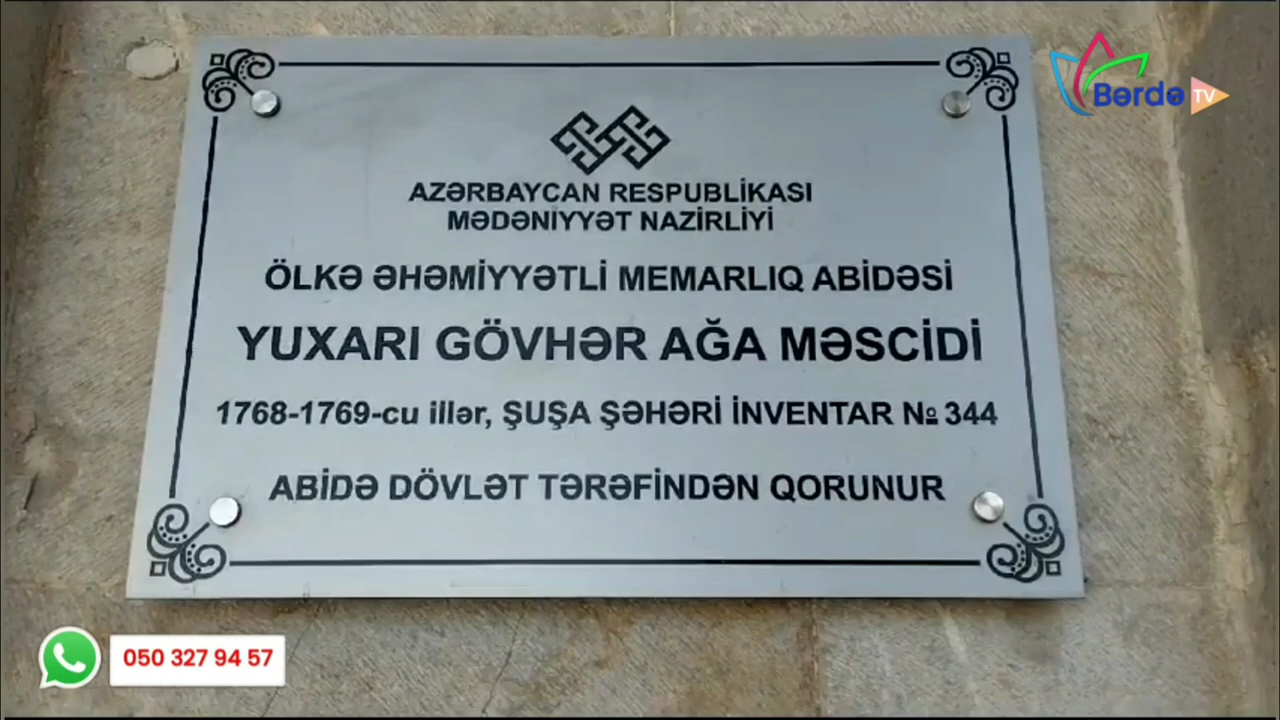 Bərdə TV
AZƏRBAYCAN RESPUBLİKASI
MƏDƏNİYYƏT NAZİRLİYİ
ÖLKƏ ƏHƏMİYYƏTLİ MEMARLIQ ABİDƏSİ
YUXARI GÖVHƏR AĞA MƏSCİDİ
1768-1769-cu illər, ŞUŞA ŞƏHƏRİ İNVENTAR № 344
ABİDƏ DÖVLƏT TƏRƏFİNDƏN QORUNUR
050 327 94 57